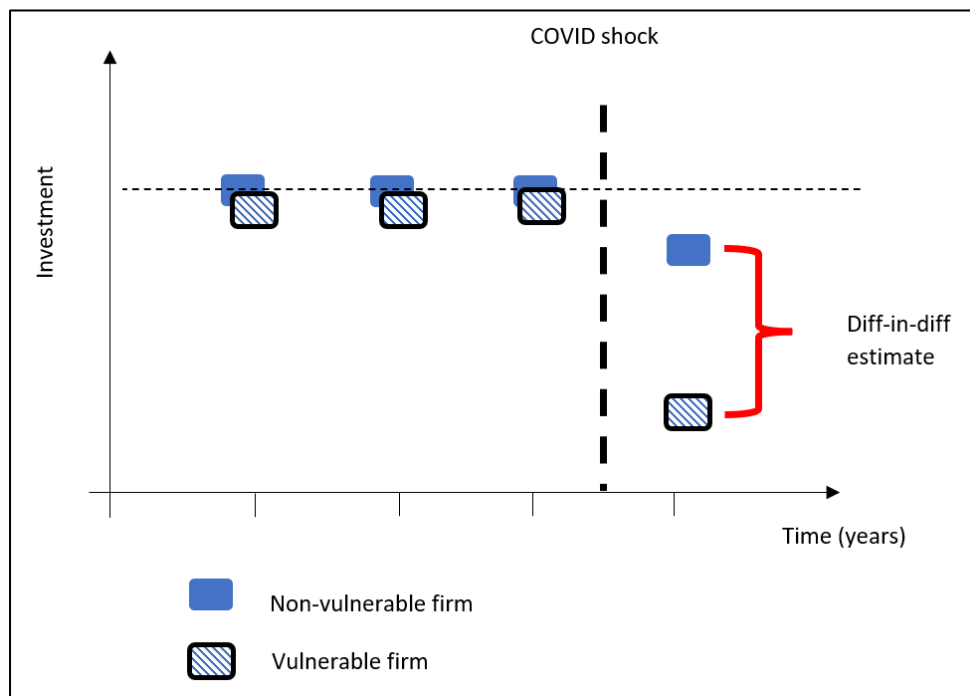 COVID shock
Investment
Diff-in-diff
estimate
Time (years)
Non-vulnerable firm
Vulnerable firm